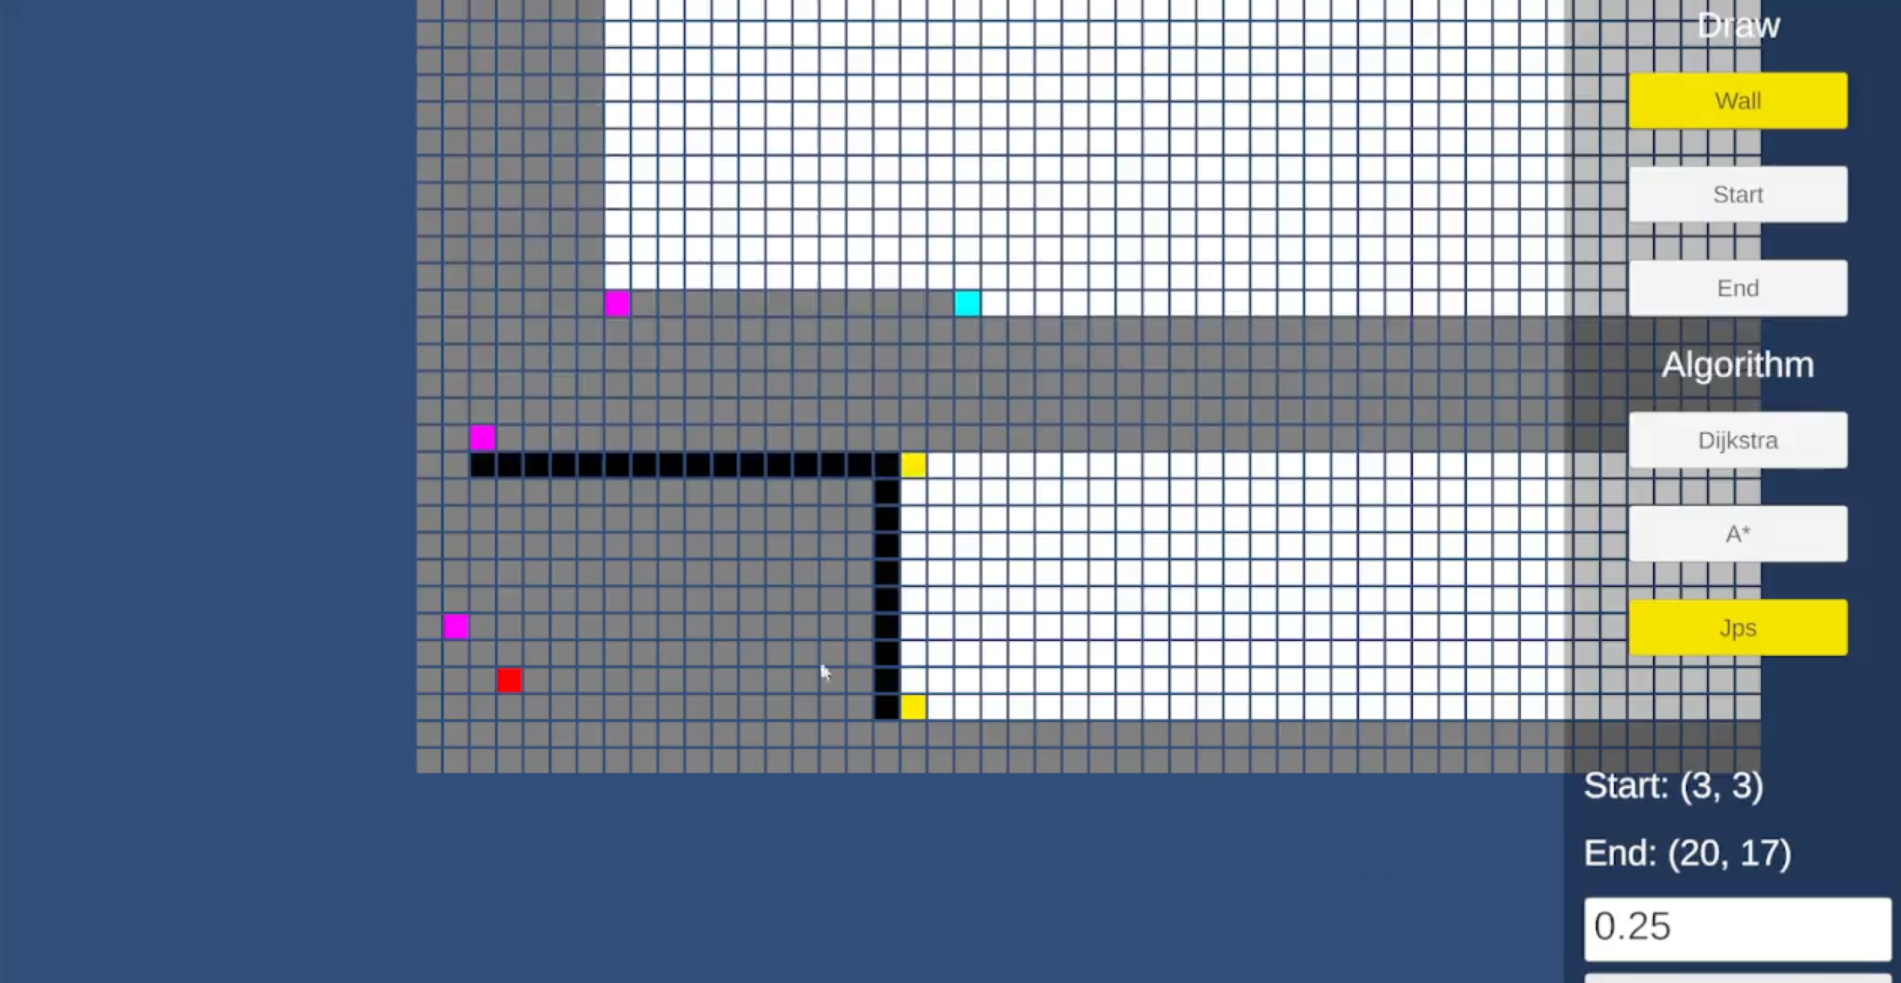 Draw
Wall
Start
End
Algorithm
Dijkstra
A*
Jps
Start: (3, 3)
End: (20, 17)
0.25